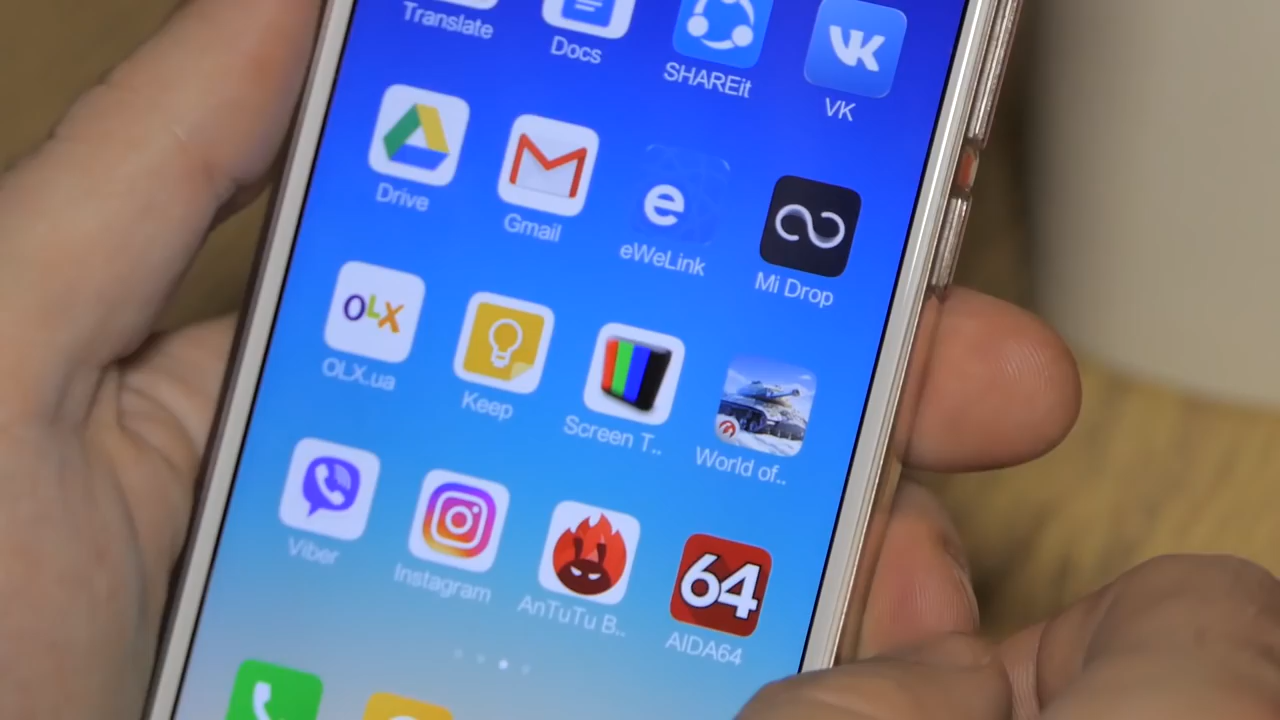 Translate
Docs
SHAREit
VK
VK
Drive
Gmail
e
eWeLink
Mi Drop
OLX
OLX.ua
Keep
Screen T..
World of..
Viber
Instagram
AnTuTu B..
64
AIDA64